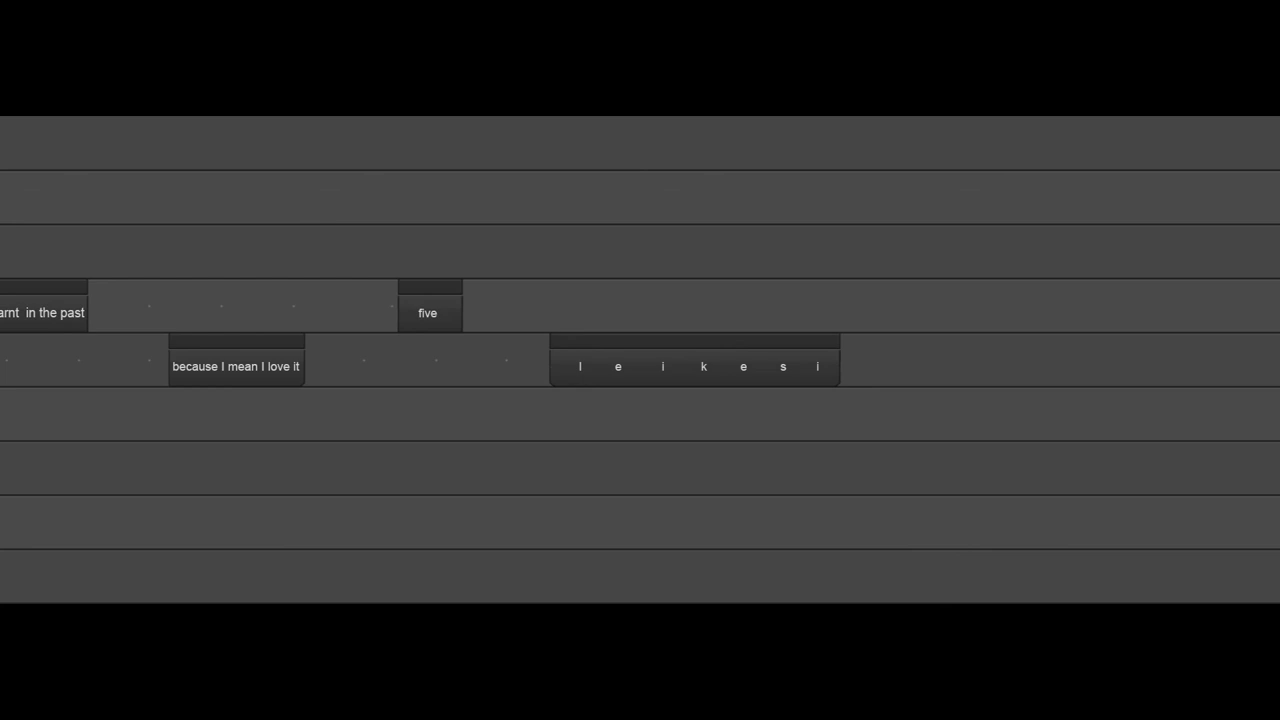 arnt in the past
five
because I mean I love it
l e i k e s i